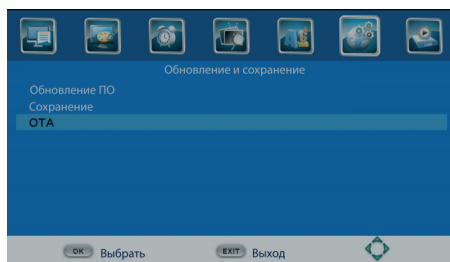 Обновление и сохранение
Обновление ПО
Сохранение
OTA
OK Выбрать EXIT Выход